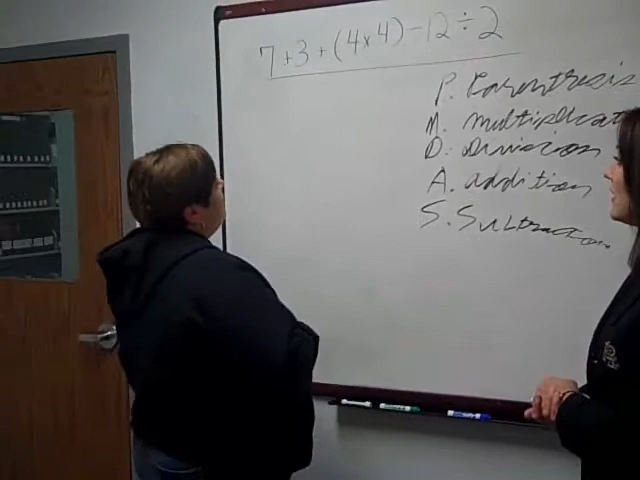 7+3+(4x4)-12÷2
P. Parenthesis
M. multiplicat
D. Division
A. addition
S. Subtraction